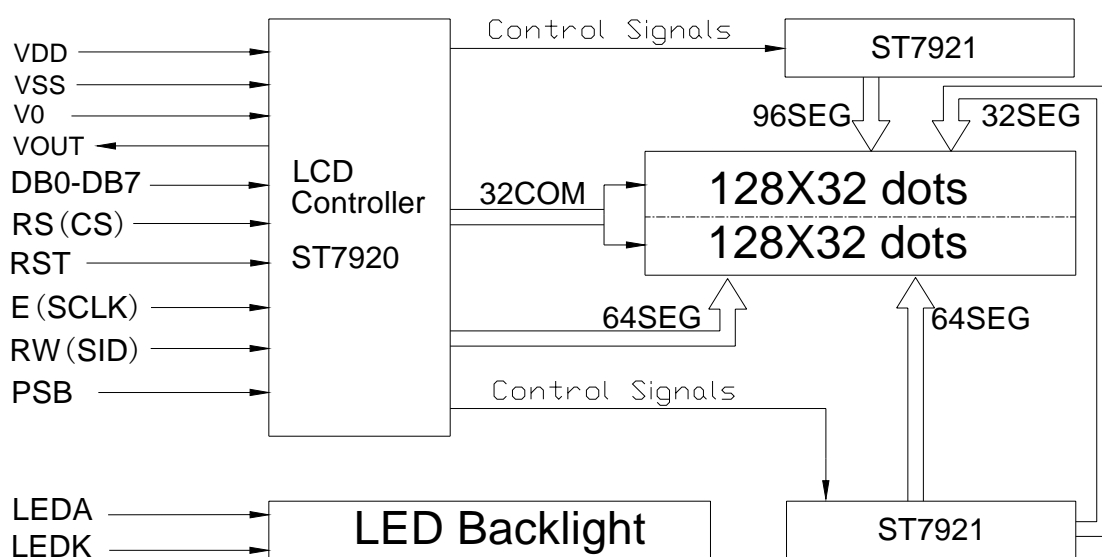 VDD
VSS
V0
VOUT
DB0-DB7
RS(CS)
RST
E(SCLK)
RW(SID)
PSB
LEDA
LEDK
LCD
Controller
ST7920
Control Signals
ST7921
96SEG
32SEG
32COM
128X32 dots
128X32 dots
64SEG
64SEG
Control Signals
LED Backlight
ST7921